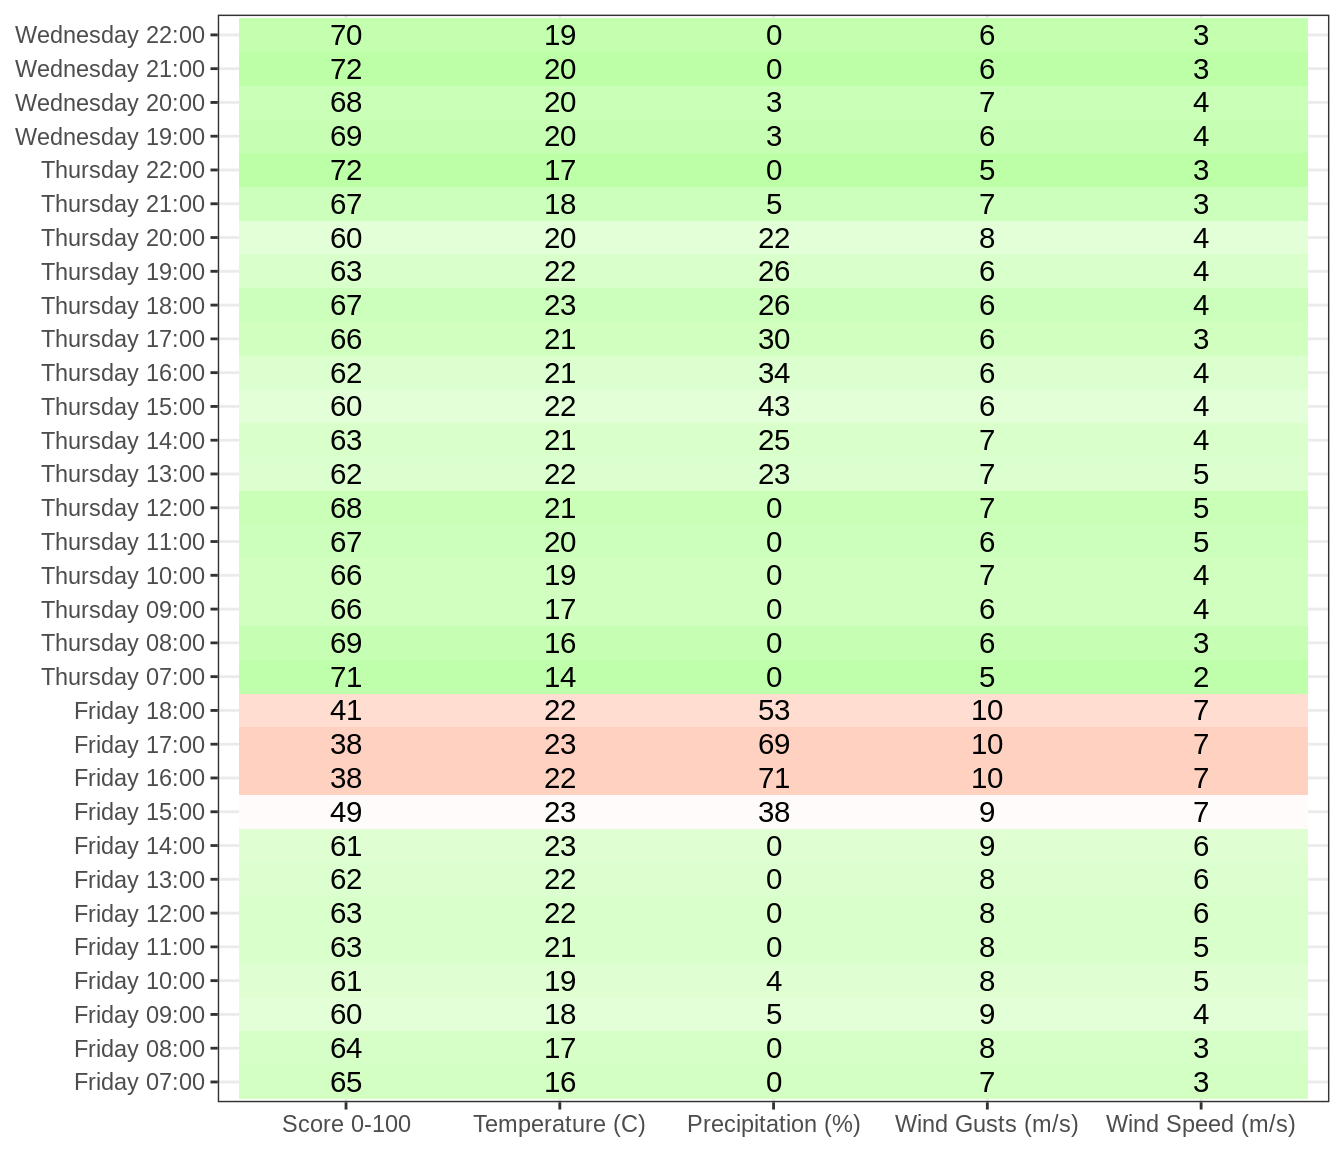 Wednesday 22:00 70 19 0 6 3
Wednesday 21:00 72 20 0 6 3
Wednesday 20:00 68 20 3 7 4
Wednesday 19:00 69 20 3 6 4
Thursday 22:00 72 17 0 5 3
Thursday 21:00 67 18 5 7 3
Thursday 20:00 60 20 22 8 4
Thursday 19:00 63 22 26 6 4
Thursday 18:00 67 23 26 6 4
Thursday 17:00 66 21 30 6 3
Thursday 16:00 62 21 34 6 4
Thursday 15:00 60 22 43 6 4
Thursday 14:00 63 21 25 7 4
Thursday 13:00 62 22 23 7 5
Thursday 12:00 68 21 0 7 5
Thursday 11:00 67 20 0 6 5
Thursday 10:00 66 19 0 7 4
Thursday 09:00 66 17 0 6 4
Thursday 08:00 69 16 0 6 3
Thursday 07:00 71 14 0 5 2
Friday 18:00 41 22 53 10 7
Friday 17:00 38 23 69 10 7
Friday 16:00 38 22 71 10 7
Friday 15:00 49 23 38 9 7
Friday 14:00 61 23 0 9 6
Friday 13:00 62 22 0 8 6
Friday 12:00 63 22 0 8 6
Friday 11:00 63 21 0 8 5
Friday 10:00 61 19 4 8 5
Friday 09:00 60 18 5 9 4
Friday 08:00 64 17 0 8 3
Friday 07:00 65 16 0 7 3
Score 0-100 Temperature (C) Precipitation (%) Wind Gusts (m/s) Wind Speed (m/s)